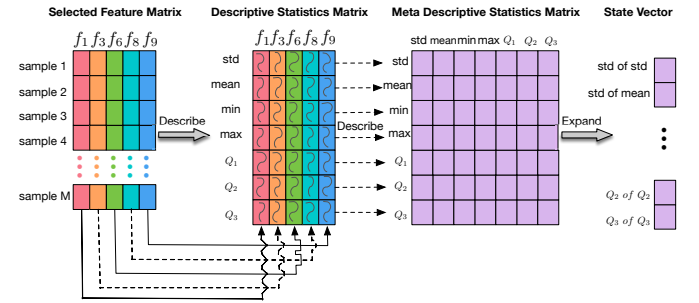 Selected Feature Matrix
Descriptive Statistics Matrix
Meta Descriptive Statistics Matrix
State Vector
f1 f3 f6 f8 f9
f1 f3 f6 f8 f9
std mean min max Q1 Q2 Q3
sample 1
sample 2
sample 3
sample 4
sample M
Describe
std
mean
min
max
Q1
Q2
Q3
Describe
std
mean
min
max
Q1
Q2
Q3
Expand
std of std
std of mean
Q2 of Q2
Q3 of Q3